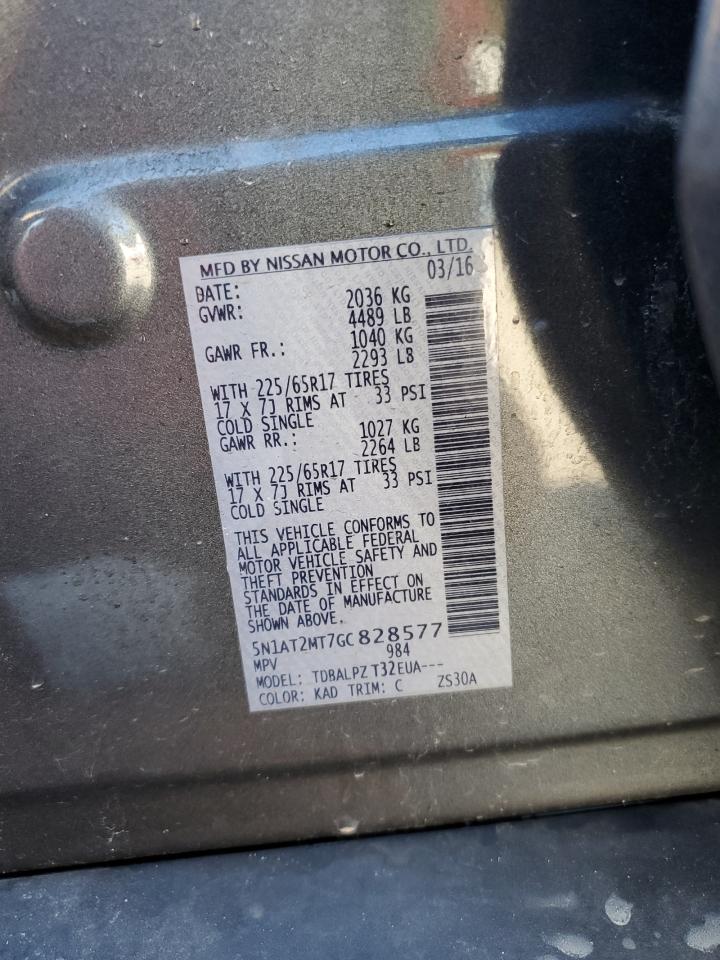 MFD BY NISSAN MOTOR CO., LTD.
DATE: 03/16
GVWR: 2036 KG
4489 LB
GAWR FR.: 1040 KG
2293 LB
WITH 225/65R17 TIRES
17 X 7J RIMS AT 33 PSI
COLD SINGLE
GAWR RR.: 1027 KG
2264 LB
WITH 225/65R17 TIRES
17 X 7J RIMS AT 33 PSI
COLD SINGLE
THIS VEHICLE CONFORMS TO
ALL APPLICABLE FEDERAL
MOTOR VEHICLE SAFETY AND
THEFT PREVENTION
STANDARDS IN EFFECT ON
THE DATE OF MANUFACTURE
SHOWN ABOVE.
5N1AT2MT7GC828577
MPV 984
MODEL: TDBALPZ T32EUA---
COLOR: KAD TRIM: C ZS30A